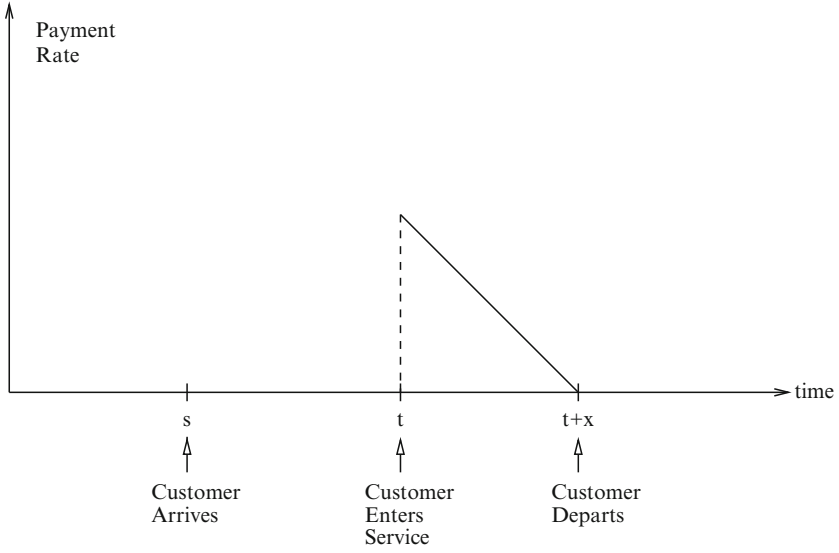 Payment
Rate
time
s
t
t+x
Customer
Arrives
Customer
Enters
Service
Customer
Departs